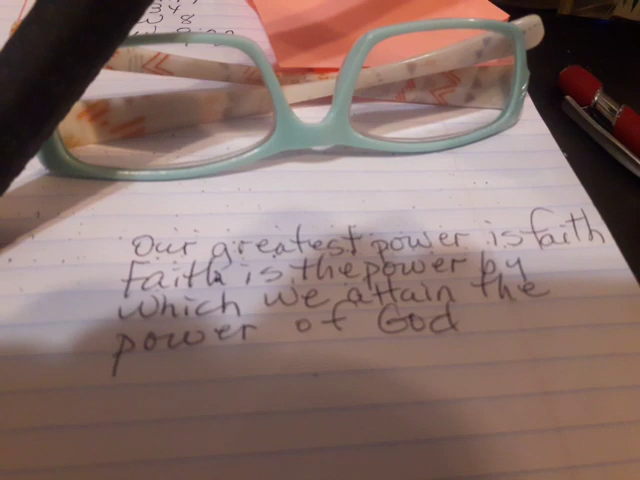 Our greatest power is faith
Faith is the power by
which we attain the
power of God